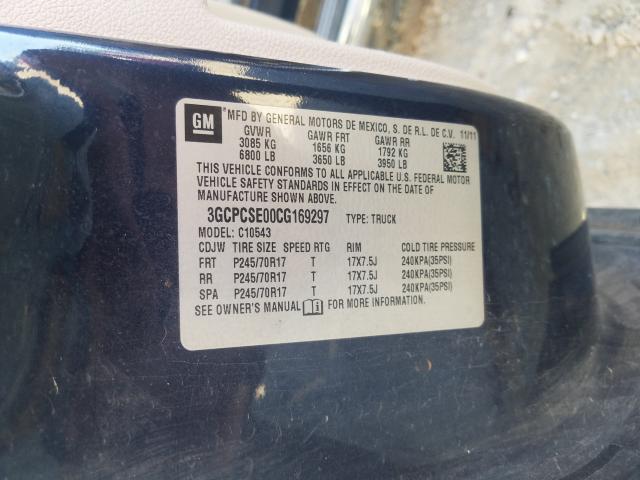 GM ® MFD BY GENERAL MOTORS DE MEXICO, S. DE R.L. DE C.V. 11/11
GVWR GAWR FRT GAWR RR
3085 KG 1656 KG 1792 KG
6800 LB 3650 LB 3950 LB
THIS VEHICLE CONFORMS TO ALL APPLICABLE U.S. FEDERAL MOTOR
VEHICLE SAFETY STANDARDS IN EFFECT ON THE DATE OF
MANUFACTURE SHOWN ABOVE.
3GCPCSE00CG169297 TYPE: TRUCK
MODEL: C10543
CDJW TIRE SIZE SPEED RTG RIM COLD TIRE PRESSURE
FRT P245/70R17 T 17X7.5J 240KPA(35PSI)
RR P245/70R17 T 17X7.5J 240KPA(35PSI)
SPA P245/70R17 T 17X7.5J 240KPA(35PSI)
SEE OWNER'S MANUAL FOR MORE INFORMATION.